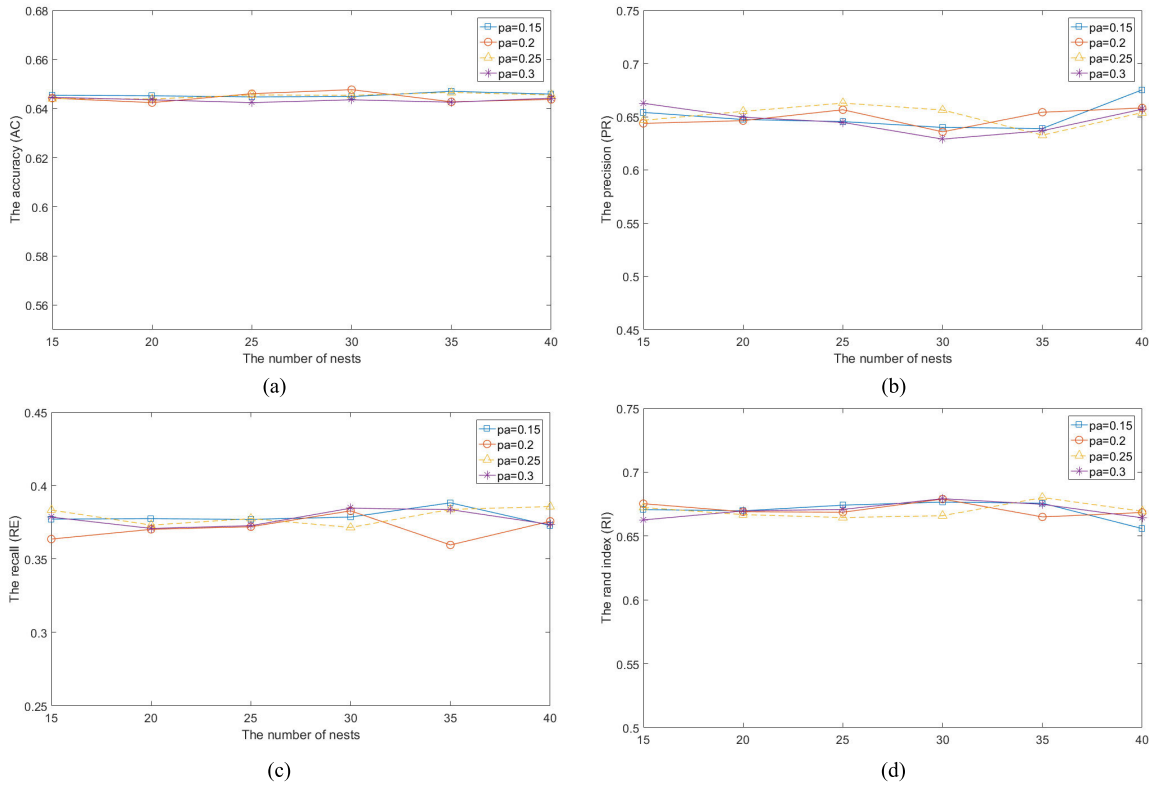 0.68
0.66
0.64
0.62
0.6
0.58
0.56
The accuracy (AC)
pa=0.15
pa=0.2
pa=0.25
pa=0.3
15 20 25 30 35 40
The number of nests
(a)
0.75
0.7
0.65
0.6
0.55
0.5
0.45
The precision (PR)
pa=0.15
pa=0.2
pa=0.25
pa=0.3
15 20 25 30 35 40
The number of nests
(b)
0.45
0.4
0.35
0.3
0.25
The recall (RE)
pa=0.15
pa=0.2
pa=0.25
pa=0.3
15 20 25 30 35 40
The number of nests
(c)
0.75
0.7
0.65
0.6
0.55
0.5
The rand index (RI)
pa=0.15
pa=0.2
pa=0.25
pa=0.3
15 20 25 30 35 40
The number of nests
(d)